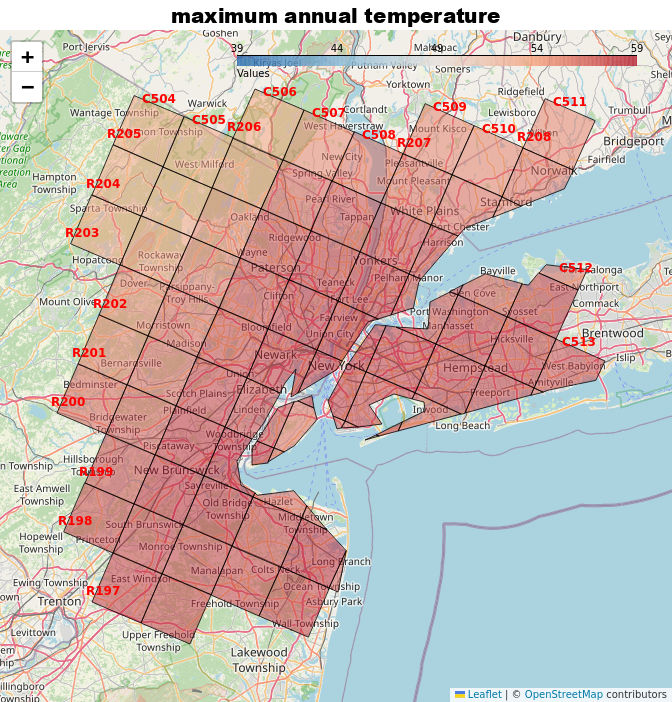 maximum annual temperature
+
−
39 44 49 54 59
Values
Goshen
Danbury
Port Jervis
Kiryas Joel
Mahopac
Putnam Valley
Somers
Yorktown
Ridgefield
Trumbull
C504
Warwick
C506
C507
Cortlandt
C509
Lewisboro
C511
Wantage Township
R205
C505
R206
West Haverstraw
C508
R207
Mount Kisco
C510
R208
Wilton
Bridgeport
Fairfield
West Milford
New City
Pleasantville
Norwalk
Hampton
Township
R204
Spring Valley
Mount Pleasant
Sparta Township
Pearl River
Stamford
Oakland
Tappan
White Plains
Port Chester
R203
Ridgewood
Harrison
Hopatcong
Rockaway
Township
Wayne
Paterson
Yonkers
Pelham Manor
Bayville
C512
East Northport
Commack
Dover
Parsippany-
Troy Hills
Teaneck
Clifton
Fort Lee
Glen Cove
Mount Olive
R202
Fairview
Port Washington
Syosset
Morristown
Bloomfield
Union City
Manhasset
Brentwood
Madison
Hicksville
C513
R201
Newark
New York
Islip
Bernardsville
Hempstead
West Babylon
Union
Amityville
Bedminster
Scotch Plains
Elizabeth
Freeport
R200
Plainfield
Linden
Inwood
Bridgewater
Township
Long Beach
Woodbridge
Township
Piscataway
Hillsborough
Township
R199
New Brunswick
East Amwell
Township
Sayreville
Old Bridge
Township
Hazlet
R198
South Brunswick
Middletown
Township
Hopewell
Township
Princeton
Monroe Township
Long Branch
Ewing Township
East Windsor
Manalapan
Colts Neck
Ocean Township
R197
Trenton
Freehold Township
Asbury Park
Levittown
Upper Freehold
Township
Wall Township
Lakewood
Township
Leaflet | © OpenStreetMap contributors